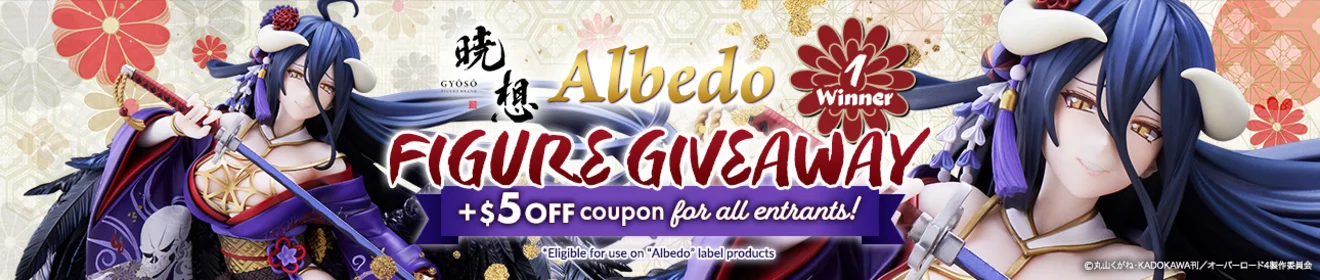 暁想
GYŌSŌ
Albedo
1
Winner
FIGURE GIVEAWAY
+$5 OFF coupon for all entrants!
*Eligible for use on "Albedo" label products
©丸山くがね・KADOKAWA刊／オーバーロード4製作委員会